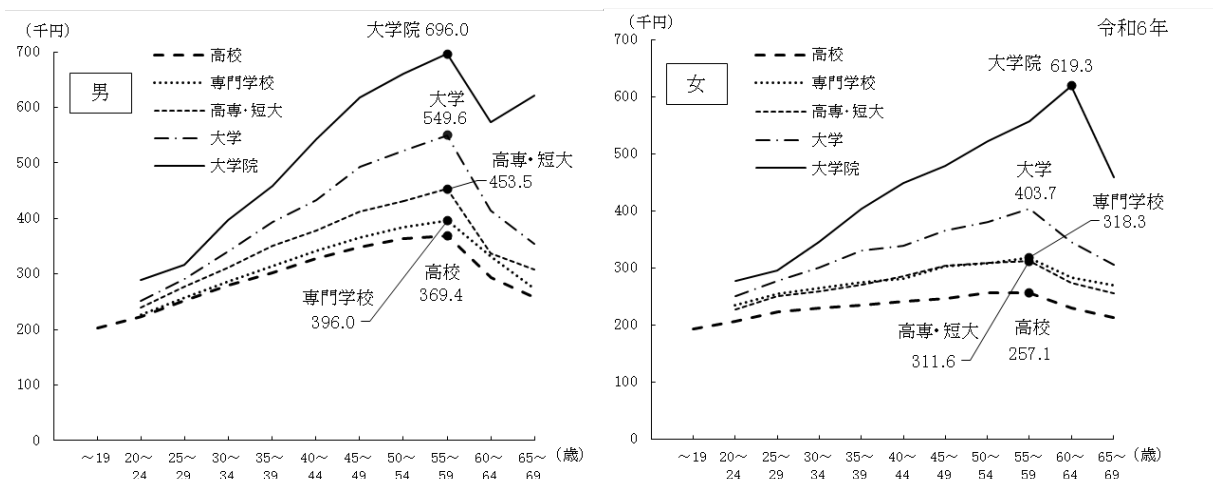 (千円)
700
600
500
400
300
200
100
0
男
高校
専門学校
高専・短大
大学
大学院
大学院 696.0
大学
549.6
高専・短大
453.5
専門学校
396.0
高校
369.4
~19 20~ 25~ 30~ 35~ 40~ 45~ 50~ 55~ 60~ 65~ (歳)
24 29 34 39 44 49 54 59 64 69
令和6年
(千円)
700
600
500
400
300
200
100
0
女
高校
専門学校
高専・短大
大学
大学院
大学院 619.3
大学
403.7
専門学校
318.3
高専・短大
311.6
高校
257.1
~19 20~ 25~ 30~ 35~ 40~ 45~ 50~ 55~ 60~ 65~ (歳)
24 29 34 39 44 49 54 59 64 69